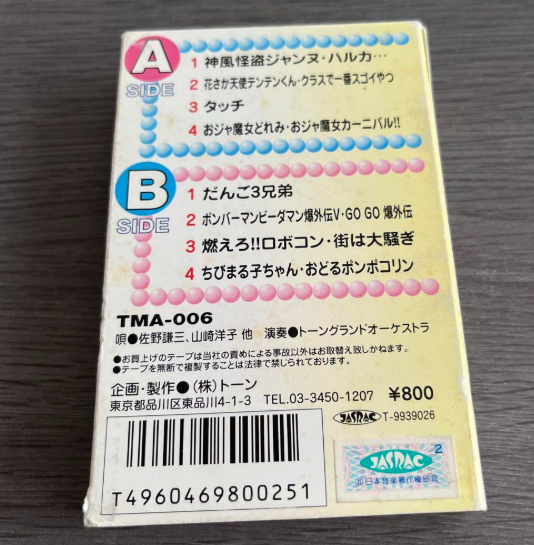 A
SIDE
1 神風怪盗ジャンヌ・ハルカ…
2 花さか天使テンテンくん・クラスで一番スゴイやつ
3 タッチ
4 おジャ魔女どれみ・おジャ魔女カーニバル!!
B
SIDE
1 だんご3兄弟
2 ボンバーマンビーダマン爆外伝V・GO GO 爆外伝
3 燃えろ!!ロボコン・街は大騒ぎ
4 ちびまる子ちゃん・おどるポンポコリン
TMA-006
唄●佐野謙三、山崎洋子 他 演奏●トーングランドオーケストラ
●お買上げのテープは当社の責めによる事故以外はお取替え致しかねます。
●テープを無断で複製することは法律で禁じられております。
企画・製作●(株)トーン
東京都品川区東品川4-1-3 TEL.03-3450-1207 ¥800
JASRAC T-9939026
T4960469800251
2
JASRAC
日本音楽著作権協会